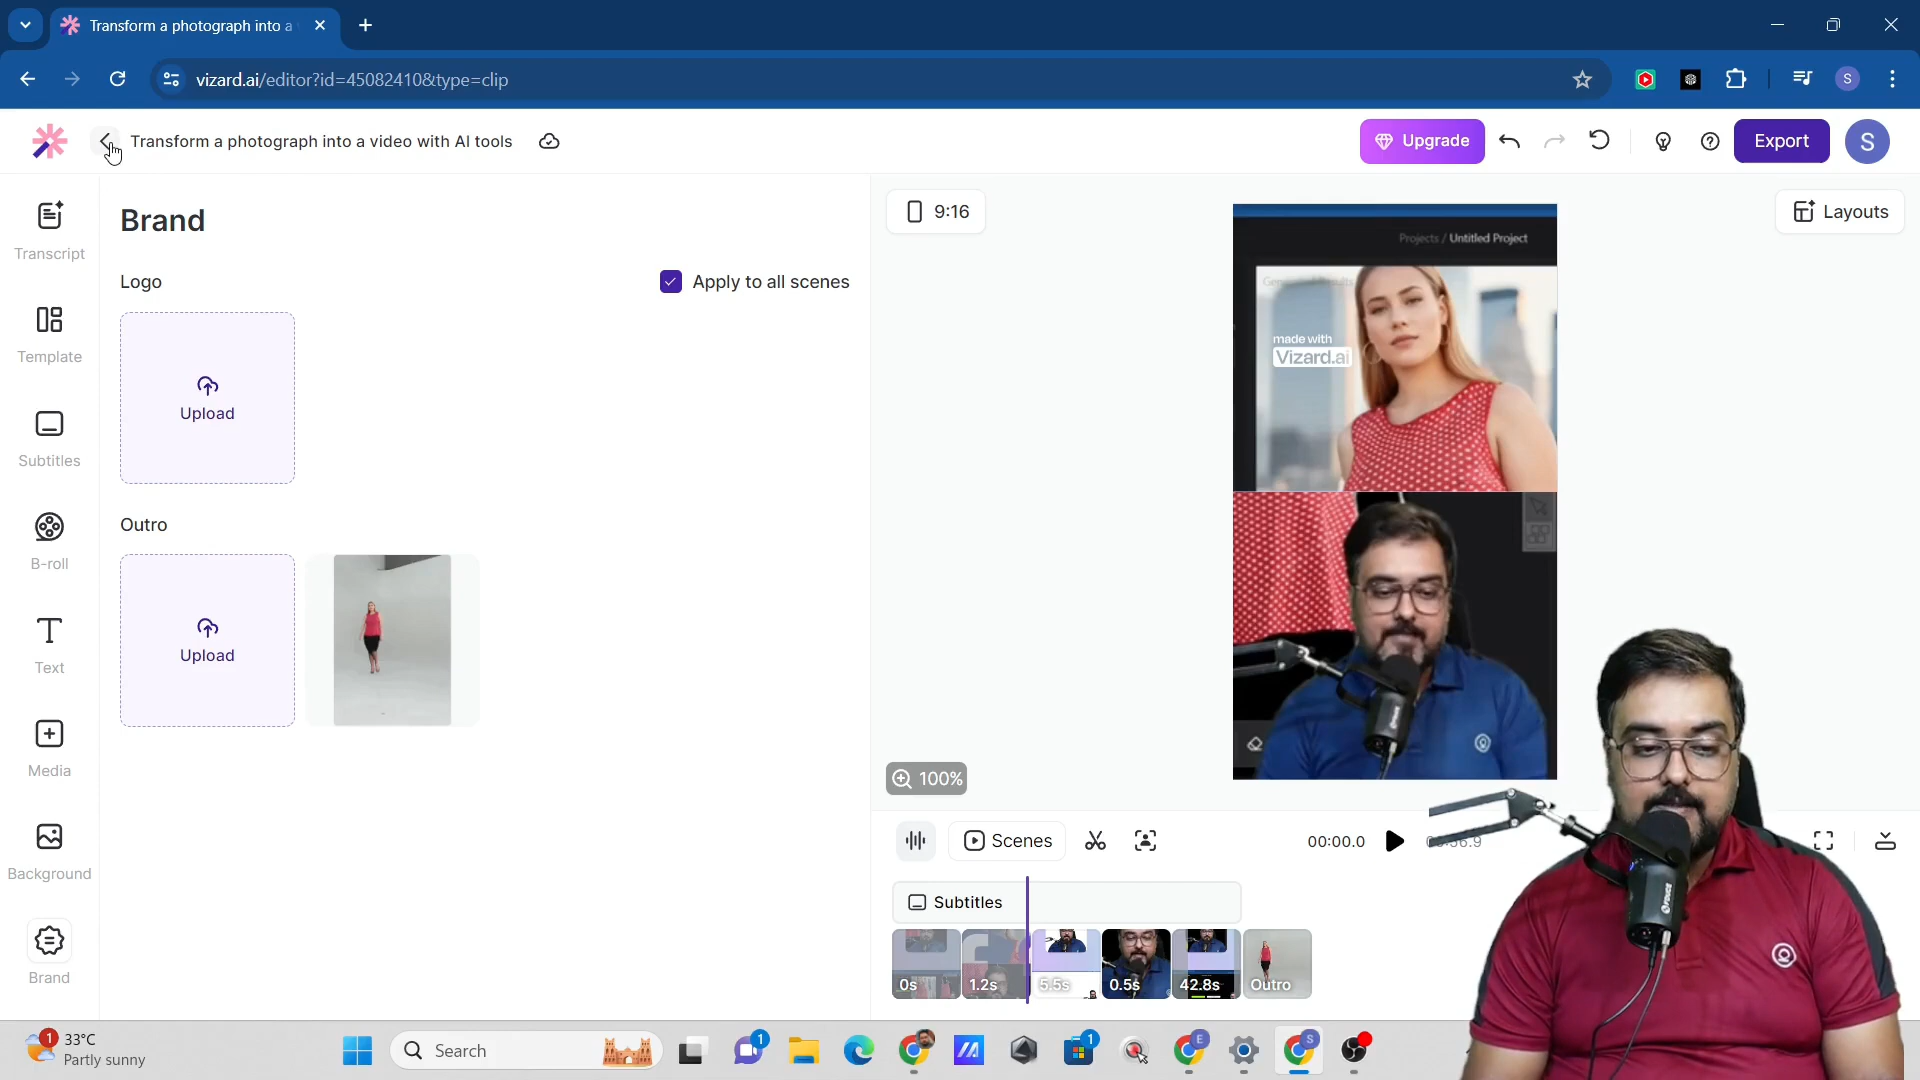 Transform a photograph into a
vizard.ai/editor?id=45082410&type=clip
S
Transform a photograph into a video with AI tools
Upgrade
Export
S
Transcript
Template
Subtitles
B-roll
Text
Media
Background
Brand
Brand
Logo
Apply to all scenes
Upload
Outro
Upload
9:16
Layouts
Projects / Untitled Project
made with
Vizard.ai
100%
Scenes
00:00.0
Subtitles
0s
1.2s
5.5s
0.5s
42.8s
Outro
1
33°C
Partly sunny
Search
1
1
E
S